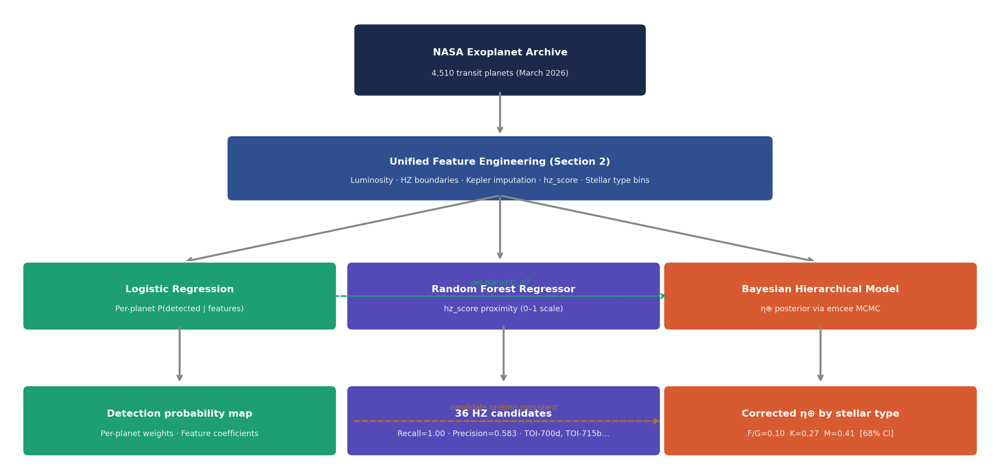 NASA Exoplanet Archive
4,510 transit planets (March 2026)
Unified Feature Engineering (Section 2)
Luminosity · HZ boundaries · Kepler imputation · hz_score · Stellar type bins
Logistic Regression
Per-planet P(detected | features)
per-planet C_eff
Random Forest Regressor
hz_score proximity (0–1 scale)
Bayesian Hierarchical Model
η⊕ posterior via emcee MCMC
Detection probability map
Per-planet weights · Feature coefficients
candidate ranking consistent
36 HZ candidates
Recall=1.00 · Precision=0.583 · TOI-700d, TOI-715b…
Corrected η⊕ by stellar type
F/G=0.10  K=0.27  M=0.41  [68% CI]